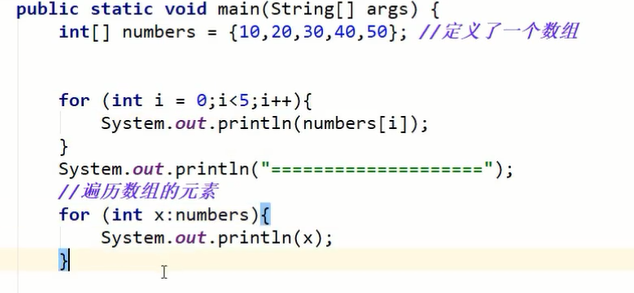 public static void main(String[] args) {
    int[] numbers = {10,20,30,40,50}; //定义了一个数组
    for (int i = 0;i<5;i++){
        System.out.println(numbers[i]);
    }
    System.out.println("====================");
    //遍历数组的元素
    for (int x:numbers){
        System.out.println(x);
    }